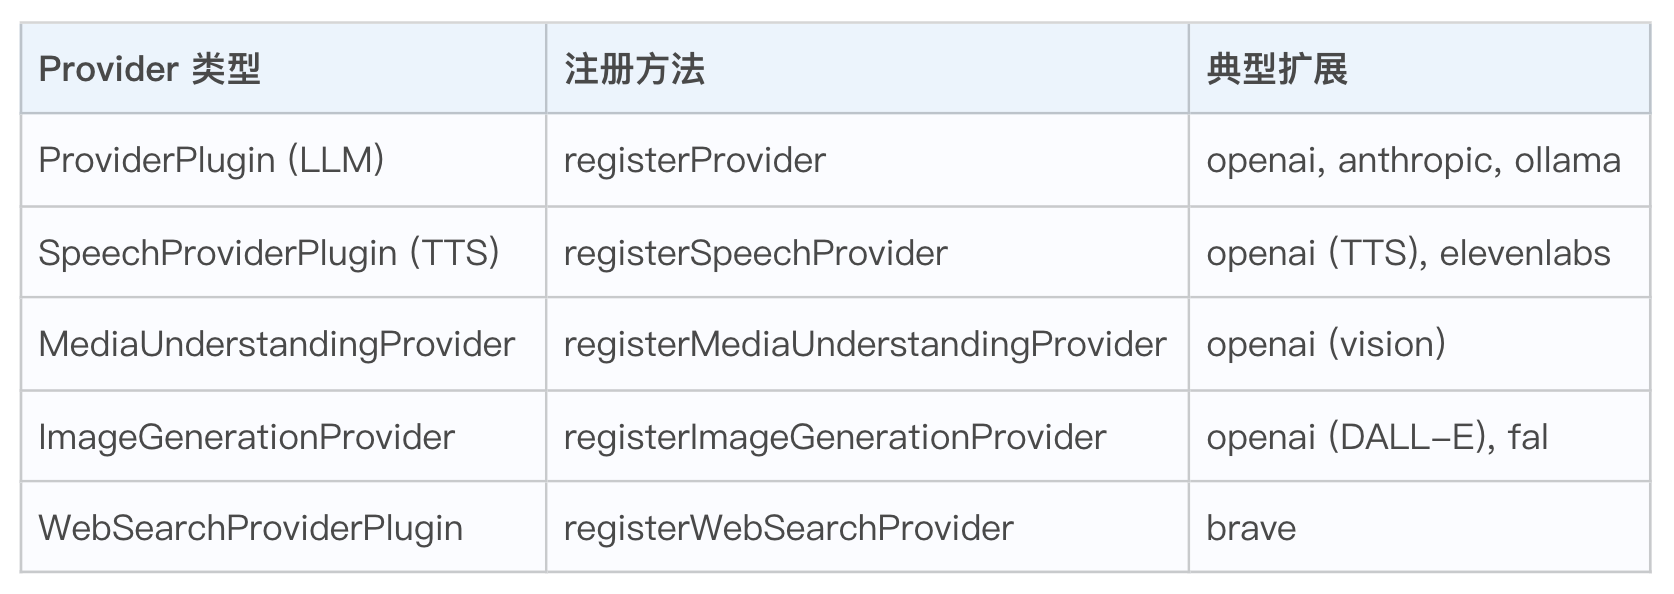 Provider 类型 注册方法 典型扩展
ProviderPlugin (LLM) registerProvider openai, anthropic, ollama
SpeechProviderPlugin (TTS) registerSpeechProvider openai (TTS), elevenlabs
MediaUnderstandingProvider registerMediaUnderstandingProvider openai (vision)
ImageGenerationProvider registerImageGenerationProvider openai (DALL-E), fal
WebSearchProviderPlugin registerWebSearchProvider brave